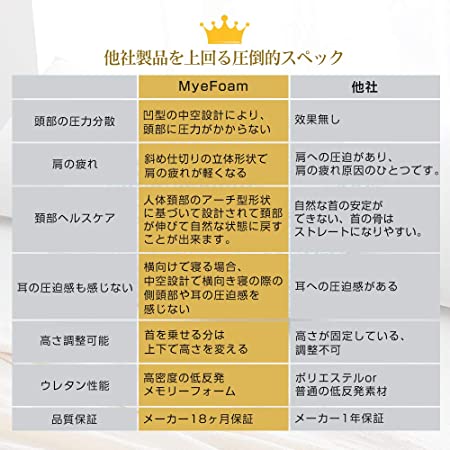 他社製品を上回る圧倒的スペック
MyeFoam
他社
頭部の圧力分散
凹型の中空設計により、
頭部に圧力がかからない
効果無し
肩の疲れ
斜め仕切りの立体形状で
肩の疲れが軽くなる
肩への圧迫があり、
肩の疲れ原因のひとつです。
頚部ヘルスケア
人体頚部のアーチ型形状
に基づいて設計されて頚部
が伸びて自然な状態に戻す
ことが出来ます。
自然な首の安定が
できない、首の骨は
ストレートになりやすい。
耳の圧迫感も感じない
横向けで寝る場合、
中空設計で横向き寝の際の
側頭部や耳の圧迫感を
感じない
耳への圧迫感がある
高さ調整可能
首を乗せる分は
上下て高さを変える
高さが固定している、
調整不可
ウレタン性能
高密度の低反発
メモリーフォーム
ポリエステルor
普通の低反発素材
品質保証
メーカー18ヶ月保証
メーカー1年保証